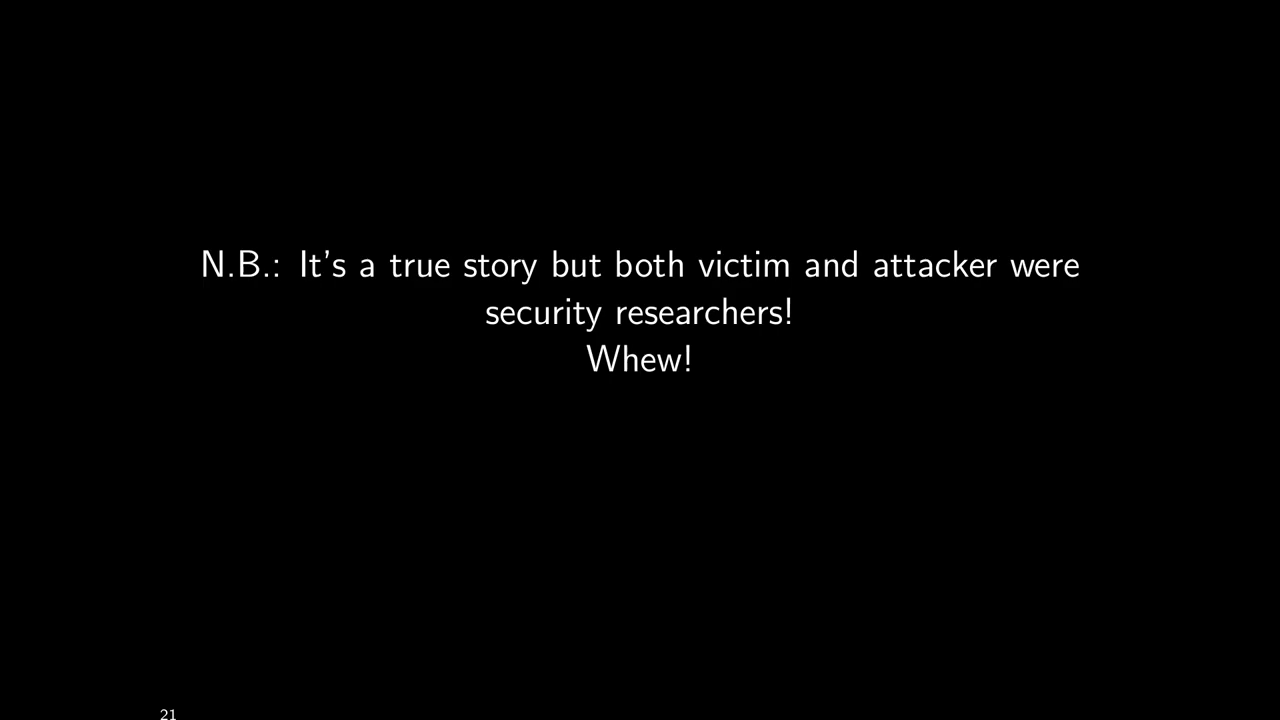 N.B.: It's a true story but both victim and attacker were
security researchers!
Whew!
21